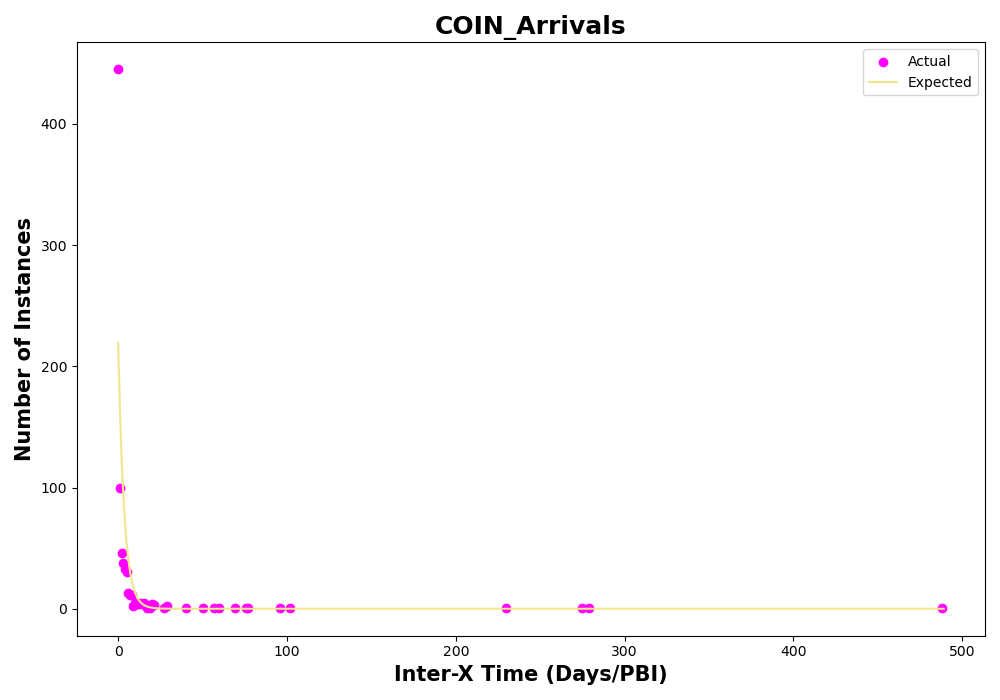 COIN_Arrivals
Actual
Expected
Number of Instances
400
300
200
100
0
0
100
200
300
400
500
Inter-X Time (Days/PBI)